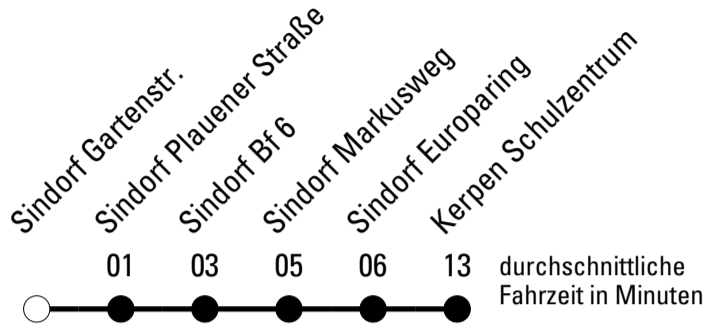 Sindorf Gartenstr.
Sindorf Plauener Straße
Sindorf Bf 6
Sindorf Markusweg
Sindorf Europaring
Kerpen Schulzentrum
01 03 05 06 13
durchschnittliche
Fahrzeit in Minuten